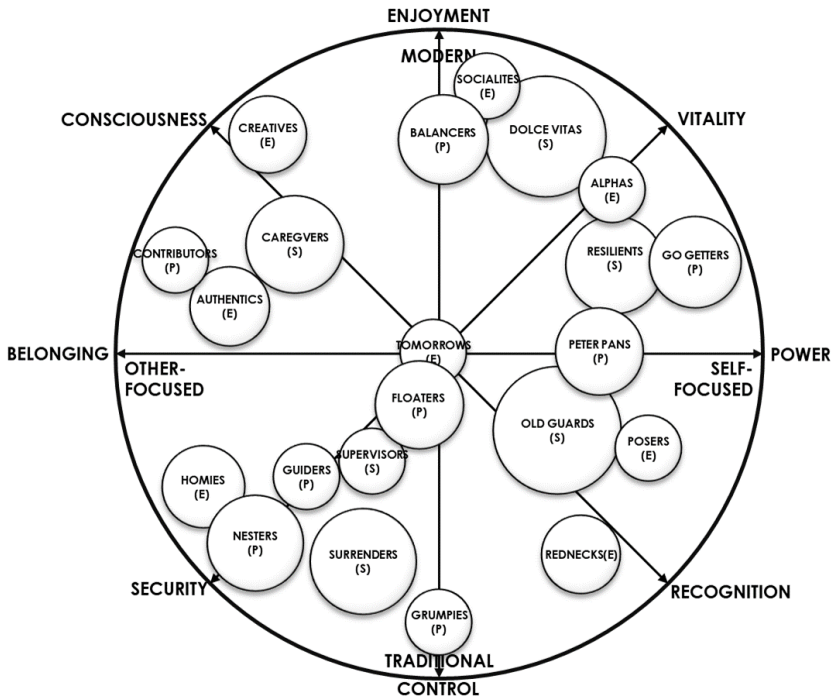 ENJOYMENT
MODERN
SOCIALITES
(E)
CONSCIOUSNESS
VITALITY
CREATIVES
(E)
BALANCERS
(P)
DOLCE VITAS
(S)
ALPHAS
(E)
CAREGVERS
(S)
CONTRIBUTORS
(P)
RESILIENTS
(S)
GO GETTERS
(P)
AUTHENTICS
(E)
TOMORROWS
(E)
PETER PANS
(P)
BELONGING
POWER
OTHER-
FOCUSED
SELF-
FOCUSED
FLOATERS
(P)
OLD GUARDS
(S)
POSERS
(E)
SUPERVISORS
(S)
GUIDERS
(P)
HOMIES
(E)
NESTERS
(P)
SURRENDERS
(S)
REDNECKS(E)
SECURITY
RECOGNITION
GRUMPIES
(P)
TRADITIONAL
CONTROL